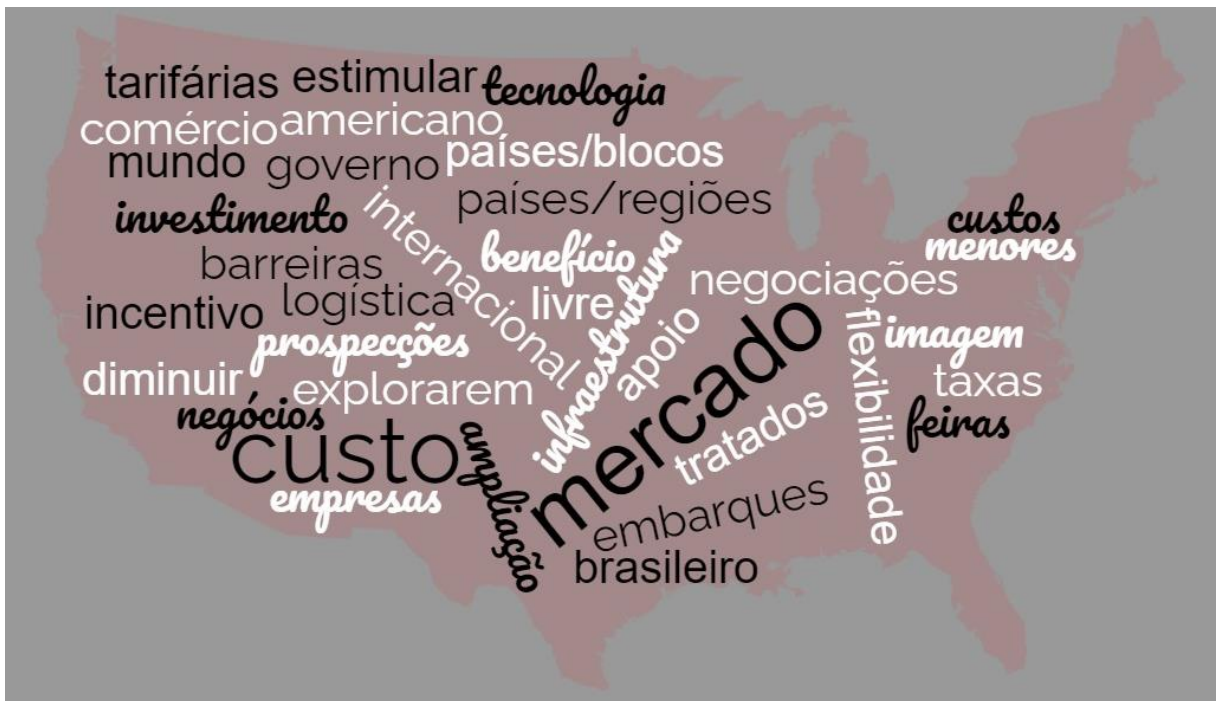 tarifárias estimular tecnologia
comércio americano
mundo governo países/blocos
países/regiões
investimento
internacional
custos
menores
barreiras
benefício
negociações
incentivo logística
livre
infraestrutura
apoio
prospecções
mercado
flexibilidade
imagem
diminuir explorarem
taxas
negócios
custo
ampliação
tratados
feiras
empresas
embarques
brasileiro